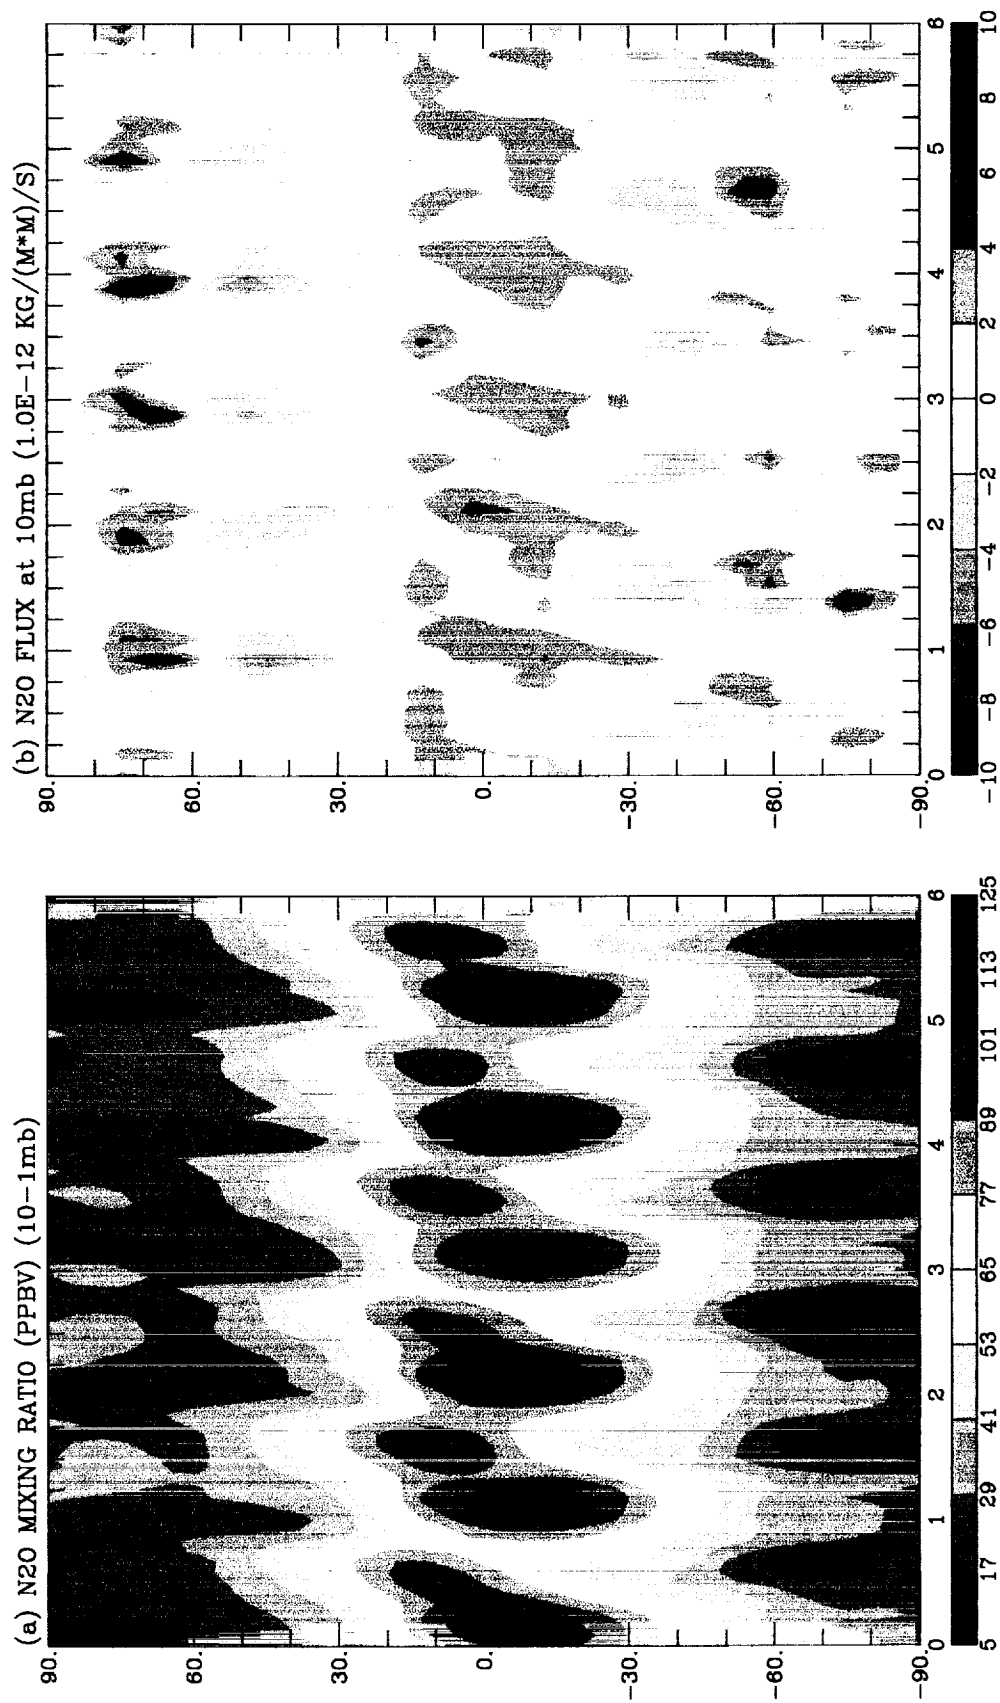 (a) N2O MIXING RATIO (PPBV) (10-1mb)
90.
60.
30.
0.
-30.
-60.
-90.
0 1 2 3 4 5 6
5 17 29 41 53 65 77 89 101 113 125
(b) N2O FLUX at 10mb (1.0E-12 KG/(M*M)/S)
90.
60.
30.
0.
-30.
-60.
-90.
0 1 2 3 4 5 6
-10 -8 -6 -4 -2 0 2 4 6 8 10